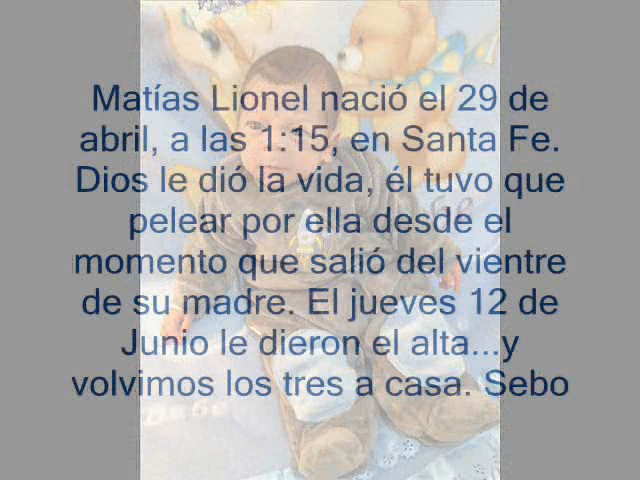 Matías Lionel nació el 29 de
abril, a las 1:15, en Santa Fe.
Dios le dió la vida, él tuvo que
pelear por ella desde el
momento que salió del vientre
de su madre. El jueves 12 de
Junio le dieron el alta...y
volvimos los tres a casa. Sebo